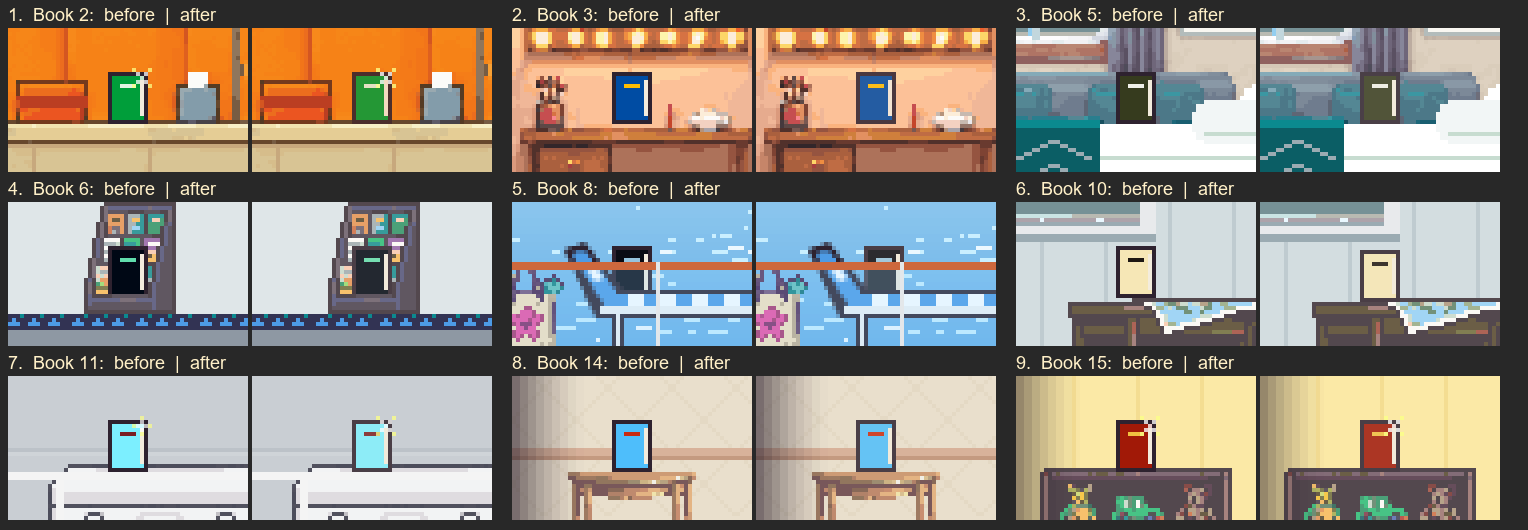 1. Book 2: before | after
2. Book 3: before | after
3. Book 5: before | after
4. Book 6: before | after
5. Book 8: before | after
6. Book 10: before | after
7. Book 11: before | after
8. Book 14: before | after
9. Book 15: before | after